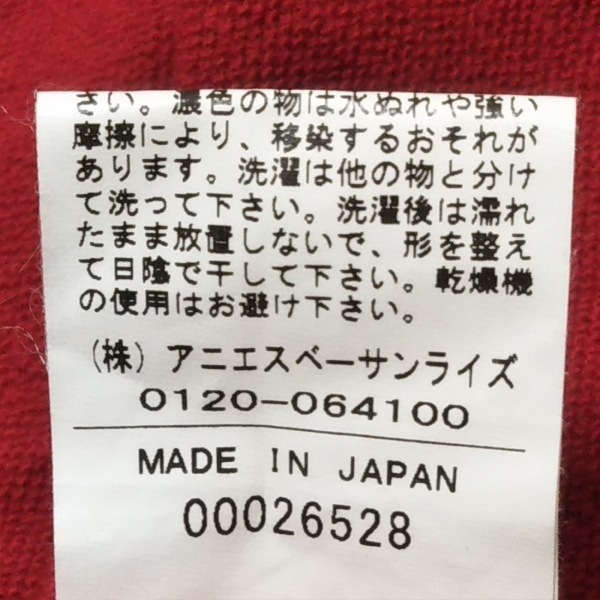 さい。濃色の物は水ぬれや強い
摩擦により、移染するおそれが
あります。洗濯は他の物と分け
て洗って下さい。洗濯後は濡れ
たまま放置しないで、形を整え
て日陰で干して下さい。乾燥機
の使用はお避け下さい。
(株) アニエスベーサンライズ
0120-064100
MADE IN JAPAN
00026528